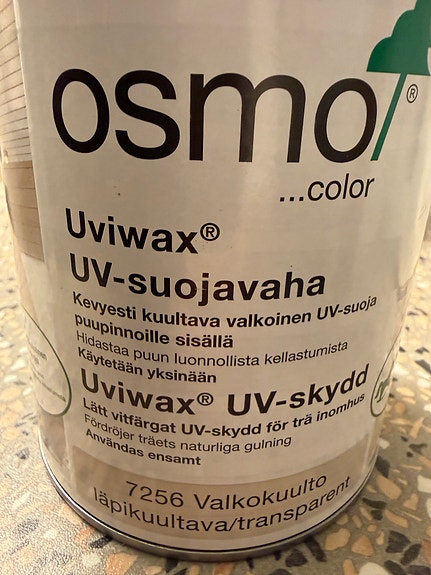 osmo®
...color
Uviwax®
UV-suojavaha
Kevyesti kuultava valkoinen UV-suoja
puupinnoille sisällä
Hidastaa puun luonnollista kellastumista
Käytetään yksinään
Uviwax® UV-skydd
Lätt vitfärgat UV-skydd för trä inomhus
Fördröjer träets naturliga gulning
Användas ensamt
7256 Valkokuulto
läpikuultava/transparent